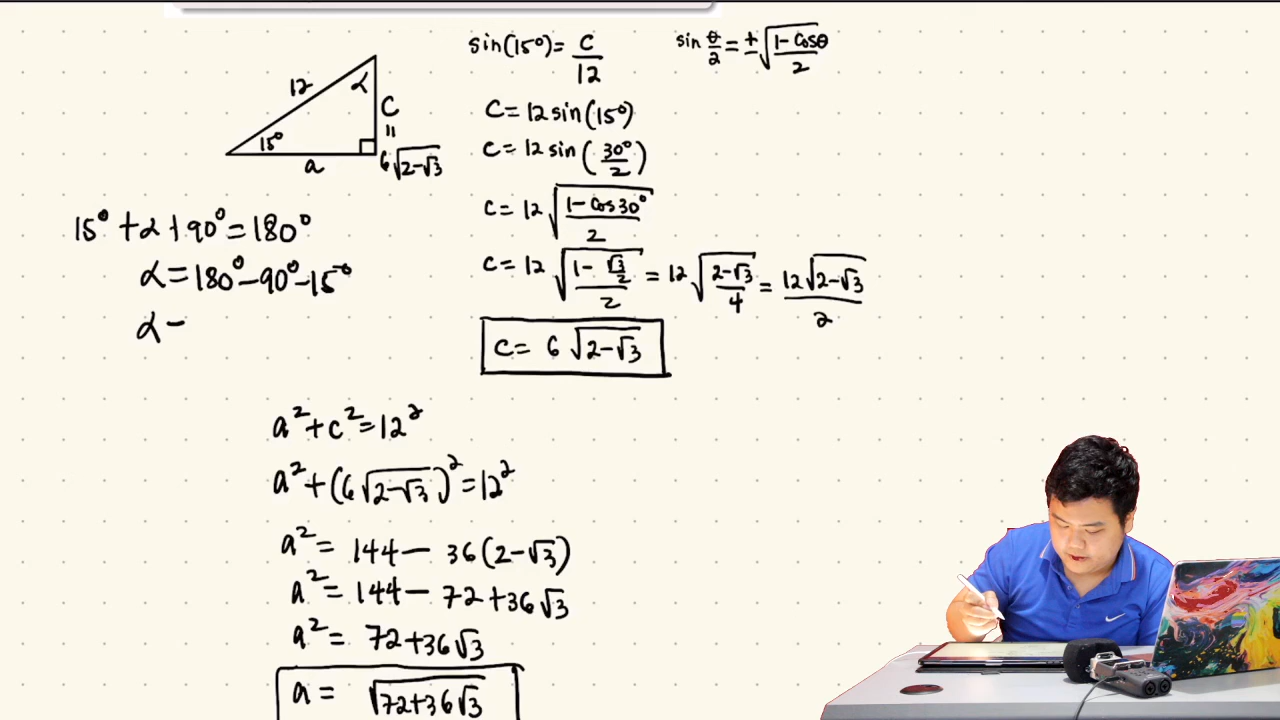 12
α
C
15°
=
a
6√(2-√3)
15° + α + 90° = 180°
α = 180° - 90° - 15°
α -
sin(15°) = C/12
C = 12 sin(15°)
C = 12 sin(30°/2)
C = 12 √((1 - cos30°)/2)
C = 12 √((1 - √3/2)/2) = 12 √((2-√3)/4) = 12√(2-√3)/2
C = 6 √(2-√3)
sin θ/2 = ±√((1 - cosθ)/2)
a² + c² = 12²
a² + (6√(2-√3))² = 12²
a² = 144 - 36(2-√3)
a² = 144 - 72 + 36√3
a² = 72 + 36√3
a = √(72+36√3)